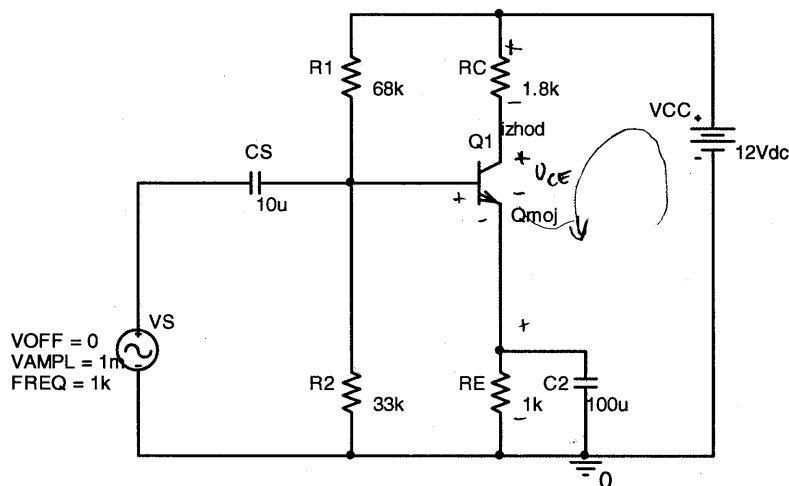 R1
68k
RC
1.8k
VCC
12Vdc
izhod
Q1
UCE
Qmoj
CS
10u
VS
VOFF = 0
VAMPL = 1m
FREQ = 1k
R2
33k
RE
1k
C2
100u
0